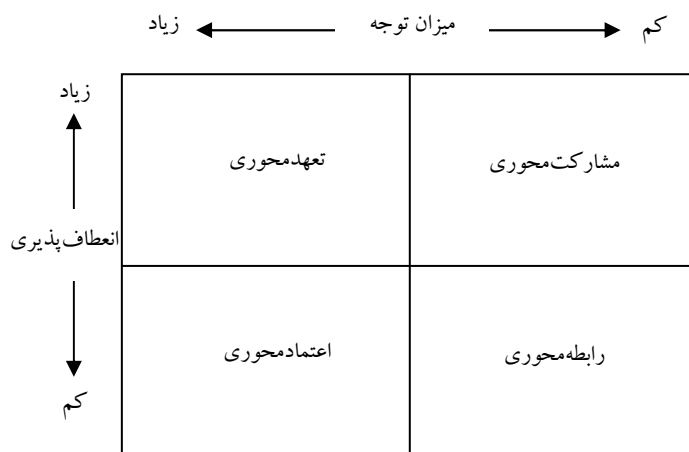 کم میزان توجه زیاد
زیاد
مشارکت‌محوری تعهدمحوری
انعطاف‌پذیری
رابطه‌محوری اعتمادمحوری
کم